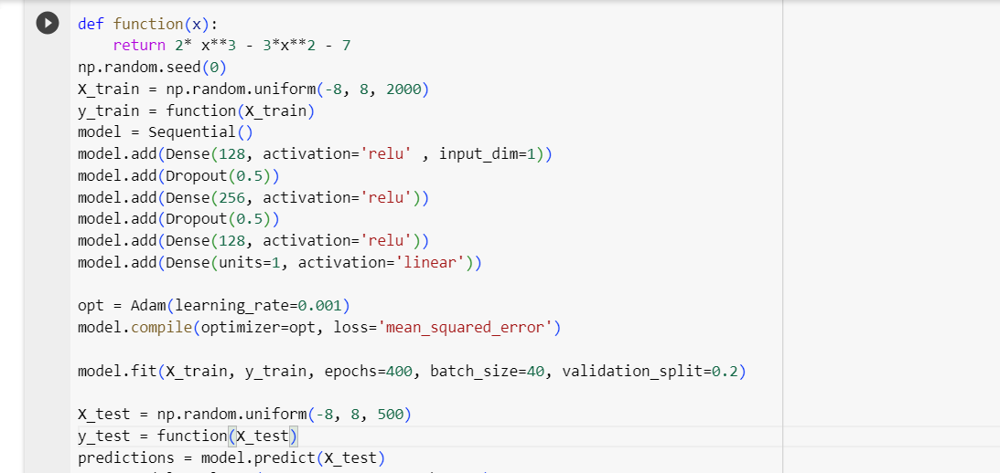 def function(x):
    return 2* x**3 - 3*x**2 - 7
np.random.seed(0)
X_train = np.random.uniform(-8, 8, 2000)
y_train = function(X_train)
model = Sequential()
model.add(Dense(128, activation='relu' , input_dim=1))
model.add(Dropout(0.5))
model.add(Dense(256, activation='relu'))
model.add(Dropout(0.5))
model.add(Dense(128, activation='relu'))
model.add(Dense(units=1, activation='linear'))

opt = Adam(learning_rate=0.001)
model.compile(optimizer=opt, loss='mean_squared_error')

model.fit(X_train, y_train, epochs=400, batch_size=40, validation_split=0.2)

X_test = np.random.uniform(-8, 8, 500)
y_test = function(X_test)
predictions = model.predict(X_test)